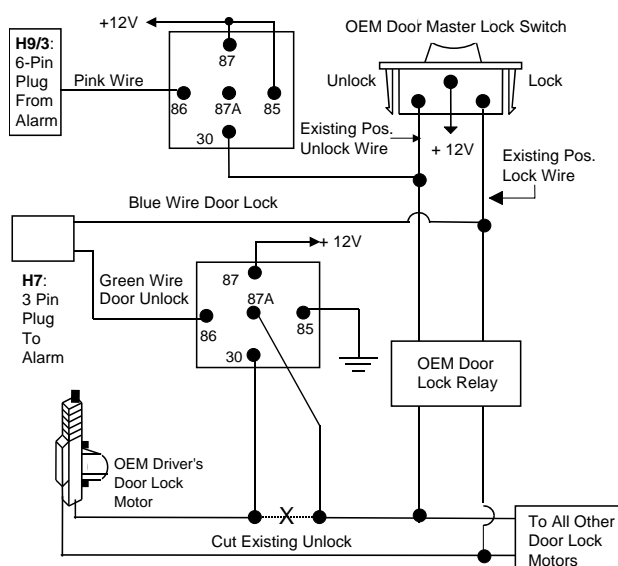 H9/3:
6-Pin
Plug
From
Alarm
+12V
Pink Wire
87
86
87A
85
30
OEM Door Master Lock Switch
Unlock
Lock
Existing Pos.
Unlock Wire
+ 12V
Existing Pos.
Lock Wire
Blue Wire Door Lock
H7:
3 Pin
Plug
To
Alarm
Green Wire
Door Unlock
+ 12V
87
87A
86
85
30
OEM Door
Lock Relay
OEM Driver's
Door Lock
Motor
X
Cut Existing Unlock
To All Other
Door Lock
Motors